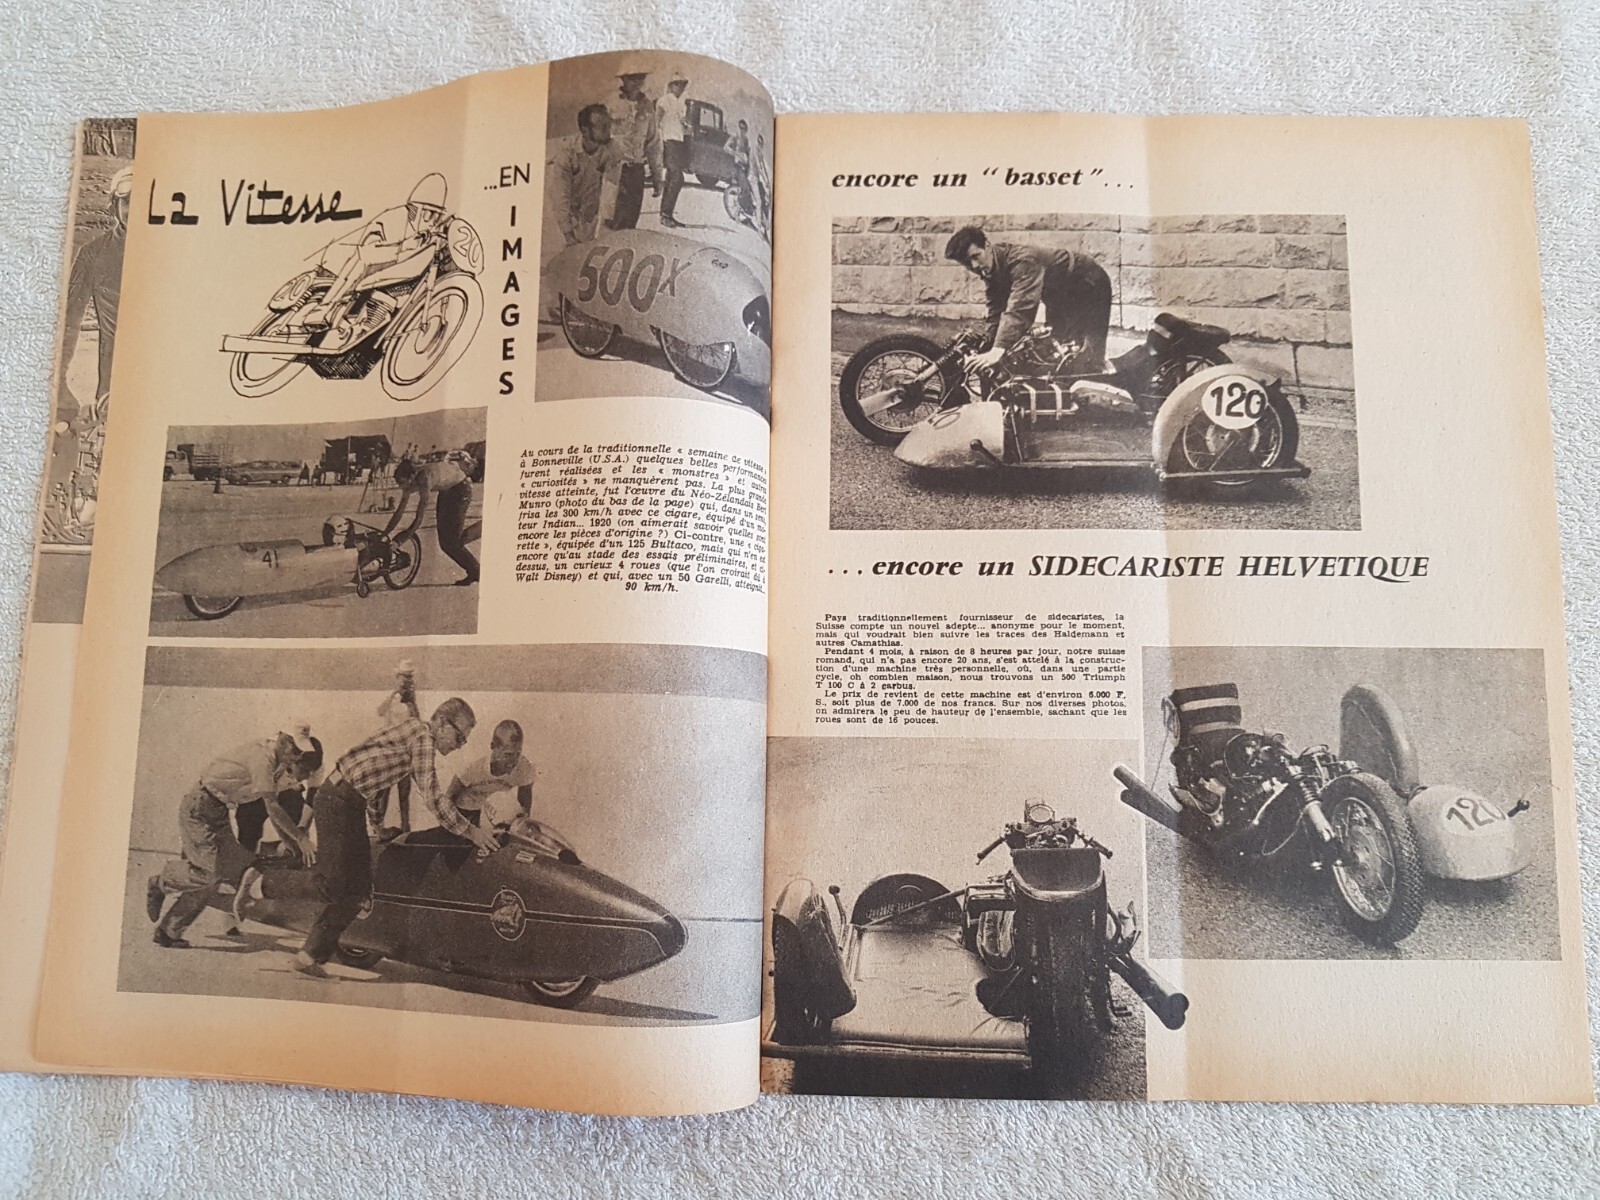 La Vitesse
...EN
I
M
A
G
E
S
20
500X
41
Au cours de la traditionnelle « semaine de vitesse »
à Bonneville (U.S.A.) quelques belles performances
furent réalisées et les « monstres » et autres
« curiosités » ne manquèrent pas. La plus grande
vitesse atteinte, fut l'œuvre du Néo-Zélandais Bert
Munro (photo du bas de la page) qui, dans un sens,
frisa les 300 km/h avec ce cigare, équipé d'un mo-
teur Indian... 1920 (on aimerait savoir quelles sont
encore les pièces d'origine ?) Ci-contre, une « ciga-
rette », équipée d'un 125 Bultaco, mais qui n'en est
encore qu'au stade des essais préliminaires, et ci-
dessus, un curieux 4 roues (que l'on croirait dû à
Walt Disney) et qui, avec un 50 Garelli, atteignit...
90 km/h.
encore un "basset"...
120
... encore un SIDECARISTE HELVETIQUE
Pays traditionnellement fournisseur de sidecaristes, la
Suisse compte un nouvel adepte... anonyme pour le moment,
mais qui voudrait bien suivre les traces des Haldemann et
autres Camathias.
Pendant 4 mois, à raison de 8 heures par jour, notre suisse
romand, qui n'a pas encore 20 ans, s'est attelé à la construc-
tion d'une machine très personnelle, où, dans une partie
cycle, oh combien maison, nous trouvons un 500 Triumph
T 100 C à 2 carbus.
Le prix de revient de cette machine est d'environ 6.000 F.
S., soit plus de 7.000 de nos francs. Sur nos diverses photos,
on admirera le peu de hauteur de l'ensemble, sachant que les
roues sont de 16 pouces.
120